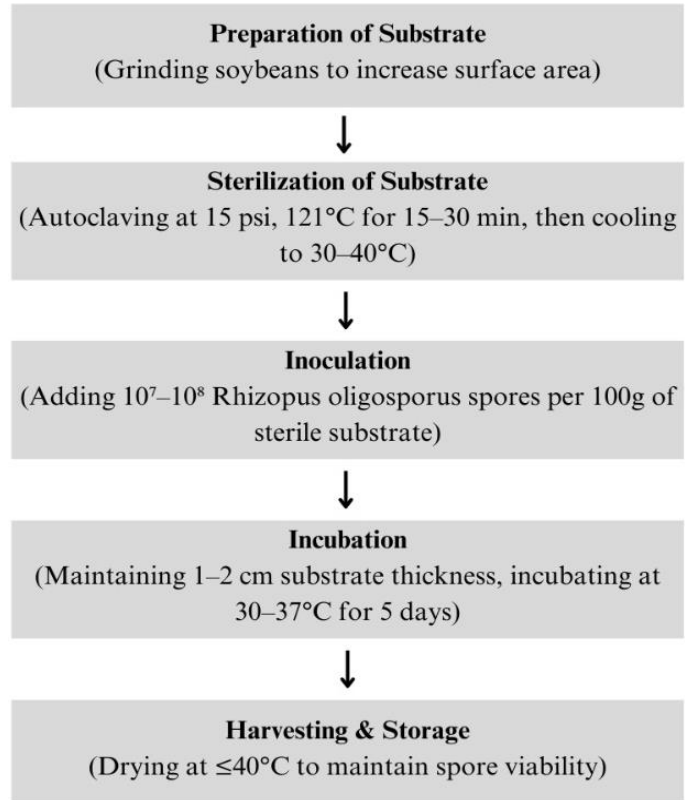 Preparation of Substrate
(Grinding soybeans to increase surface area)
Sterilization of Substrate
(Autoclaving at 15 psi, 121°C for 15–30 min, then cooling
to 30–40°C)
Inoculation
(Adding 10⁷–10⁸ Rhizopus oligosporus spores per 100g of
sterile substrate)
Incubation
(Maintaining 1–2 cm substrate thickness, incubating at
30–37°C for 5 days)
Harvesting & Storage
(Drying at ≤40°C to maintain spore viability)